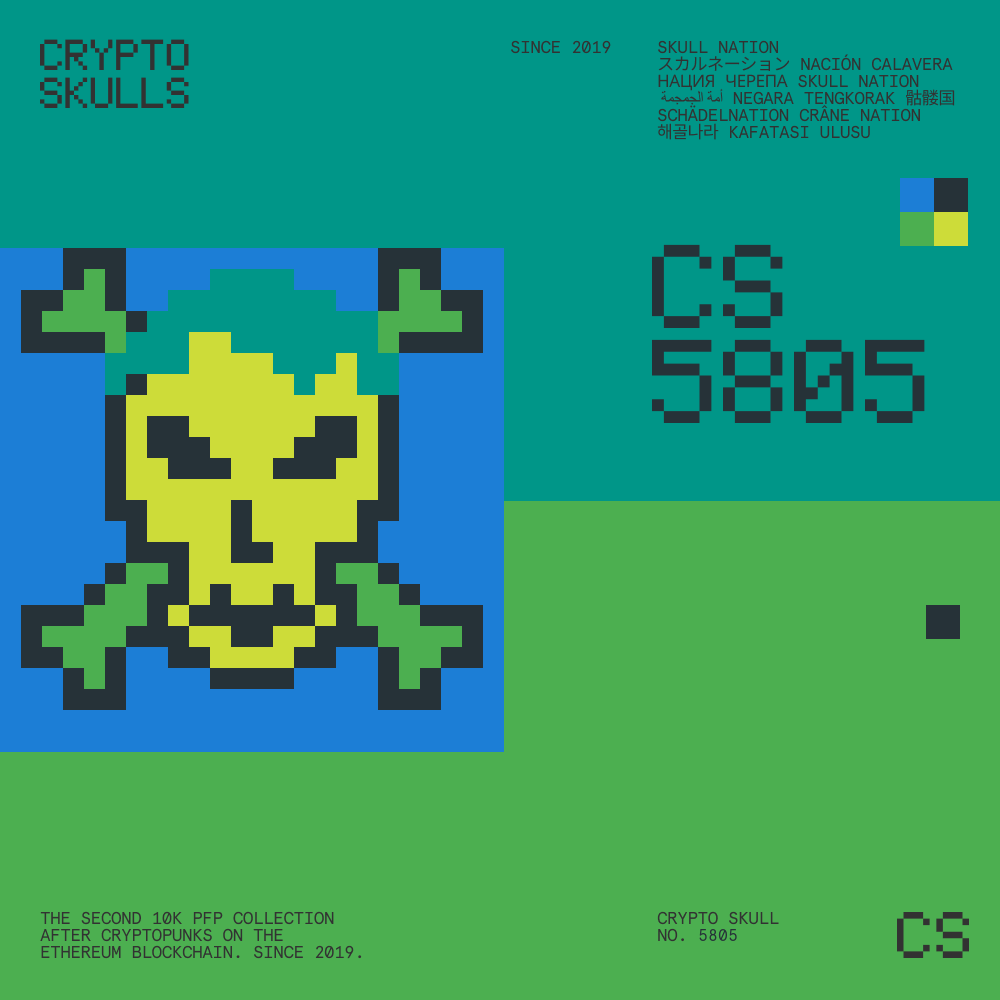 CRYPTO
SKULLS
SINCE 2019
SKULL NATION
スカルネーション NACIÓN CALAVERA
НАЦИЯ ЧЕРЕПА SKULL NATION
أمة الجمجمة NEGARA TENGKORAK 骷髅国
SCHÄDELNATION CRÂNE NATION
해골나라 KAFATASI ULUSU
CS
5805
THE SECOND 10K PFP COLLECTION
AFTER CRYPTOPUNKS ON THE
ETHEREUM BLOCKCHAIN. SINCE 2019.
CRYPTO SKULL
NO. 5805
CS